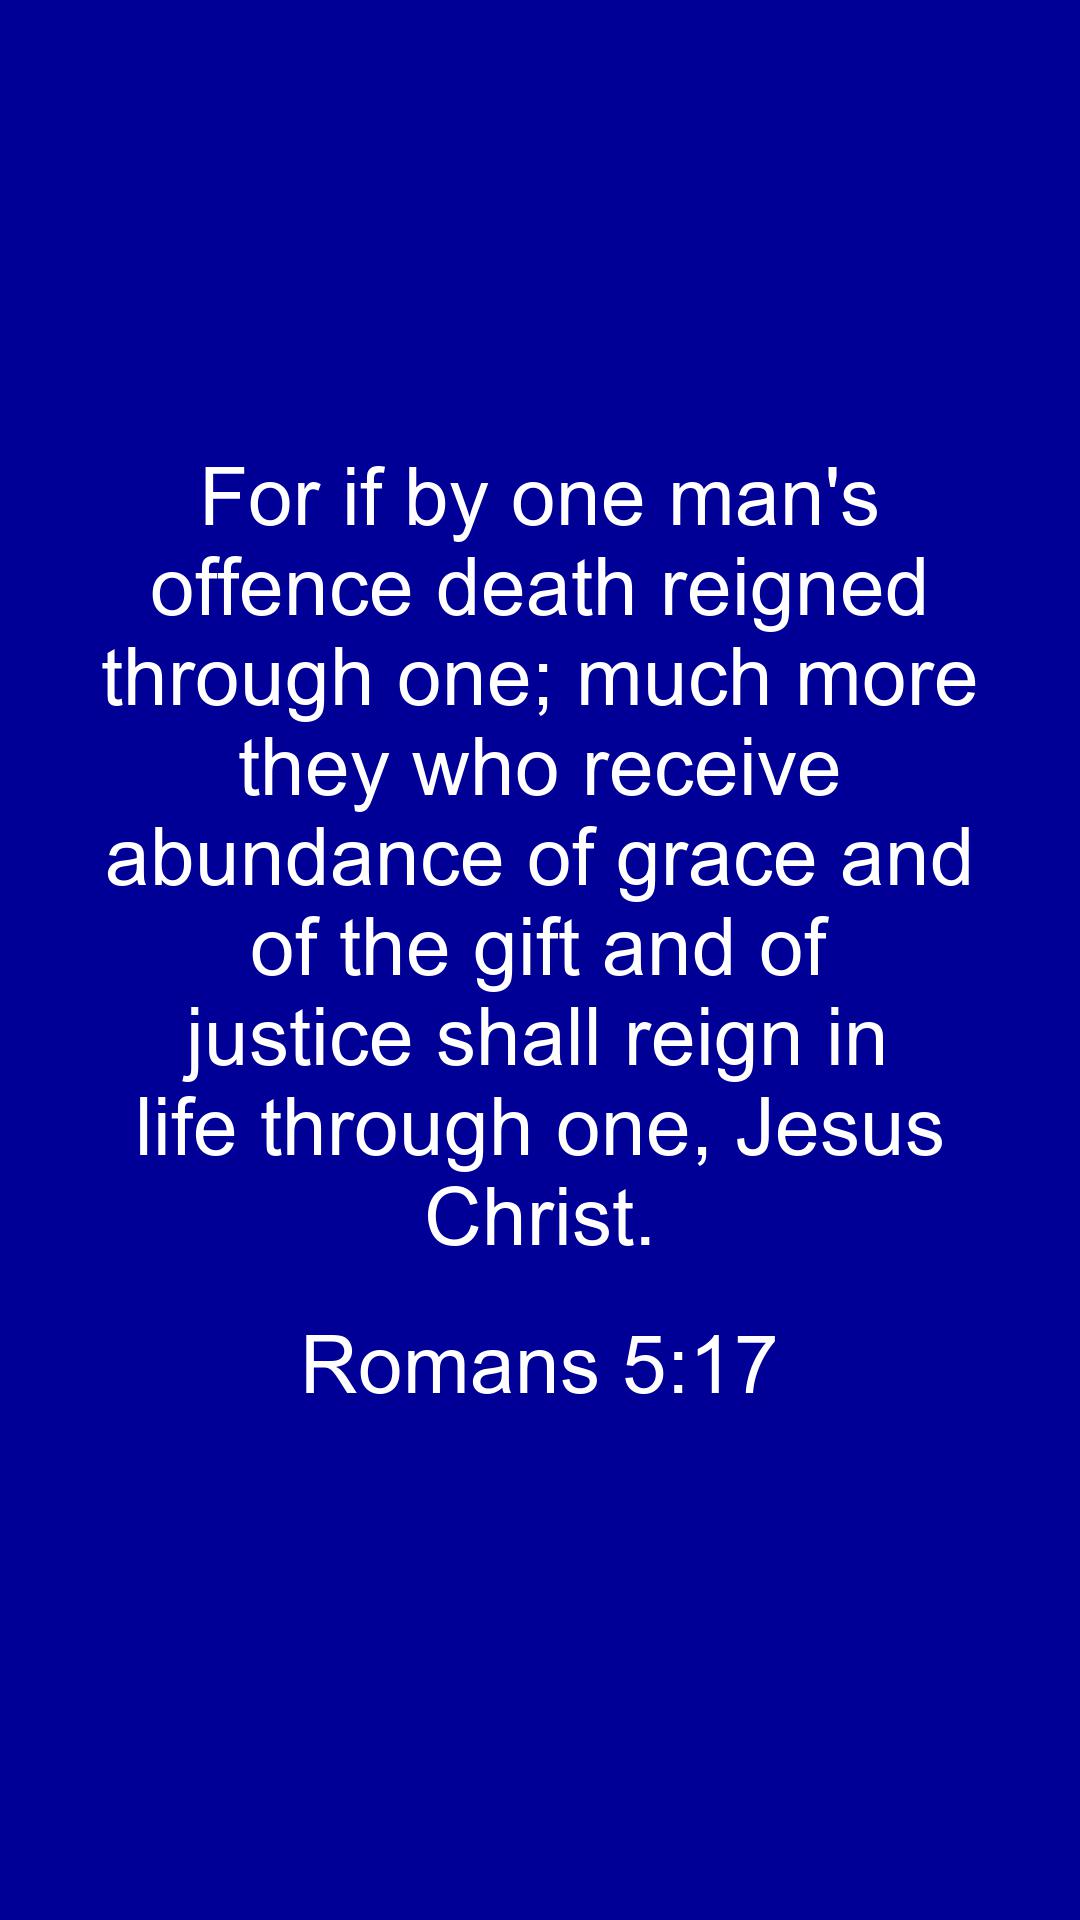 For if by one man's
offence death reigned
through one; much more
they who receive
abundance of grace and
of the gift and of
justice shall reign in
life through one, Jesus
Christ.
Romans 5:17